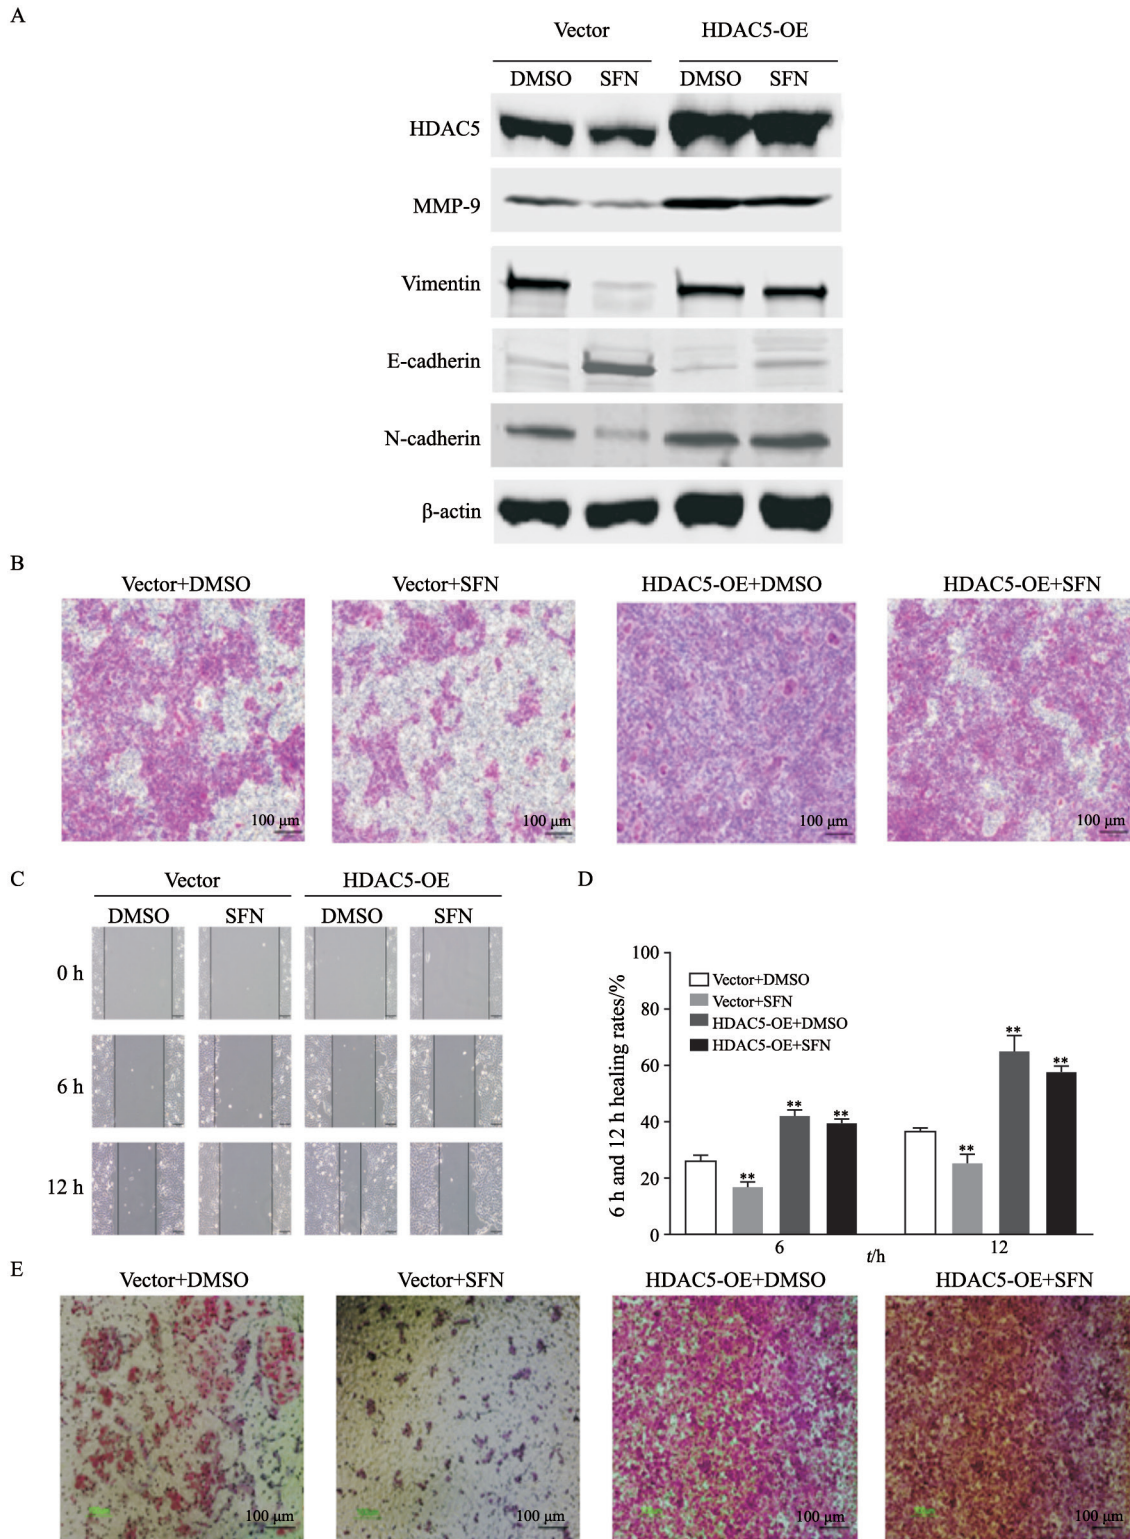 A
Vector HDAC5-OE
DMSO SFN DMSO SFN
HDAC5
MMP-9
Vimentin
E-cadherin
N-cadherin
β-actin
B
Vector+DMSO Vector+SFN HDAC5-OE+DMSO HDAC5-OE+SFN
100 μm 100 μm 100 μm 100 μm
C
Vector HDAC5-OE
DMSO SFN DMSO SFN
0 h
6 h
12 h
D
6 h and 12 h healing rates/%
100
80
60
40
20
0
Vector+DMSO
Vector+SFN
HDAC5-OE+DMSO
HDAC5-OE+SFN
** ** **
** ** **
6 t/h 12
E
Vector+DMSO Vector+SFN HDAC5-OE+DMSO HDAC5-OE+SFN
100 μm 100 μm 100 μm 100 μm